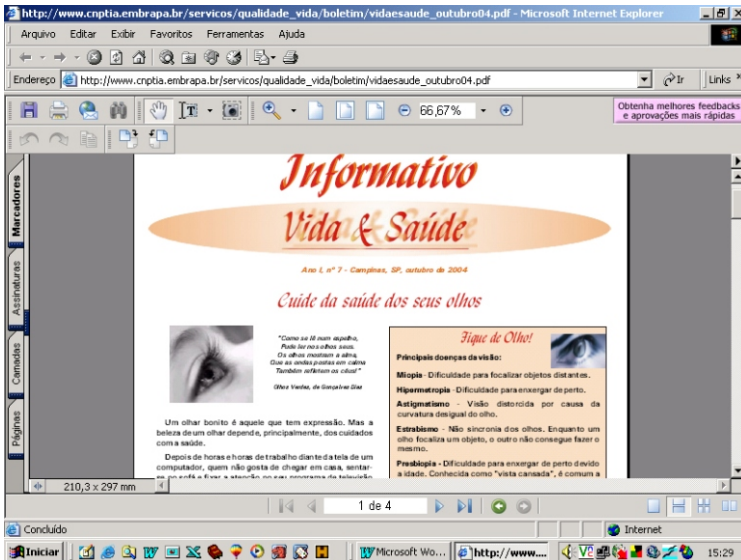 http://www.cnptia.embrapa.br/servicos/qualidade_vida/boletim/vidaesaude_outubro04.pdf - Microsoft Internet Explorer
Arquivo Editar Exibir Favoritos Ferramentas Ajuda
Endereço http://www.cnptia.embrapa.br/servicos/qualidade_vida/boletim/vidaesaude_outubro04.pdf Ir Links
66,67%
Obtenha melhores feedbacks
e aprovações mais rápidas
Marcadores
Assinaturas
Camadas
Páginas
Informativo
Vida & Saúde
Ano I, nº 7 - Campinas, SP, outubro de 2004
Cuide da saúde dos seus olhos
"Como se lê num espelho,
Pude ler nos olhos seus.
Os olhos mostram a alma,
Que as ondas postas em calma
Também refletem os céus!"
Olhos Verdes, de Gonçalves Dias
Um olhar bonito é aquele que tem expressão. Mas a
beleza de um olhar depende, principalmente, dos cuidados
com a saúde.
Depois de horas e horas de trabalho diante da tela de um
computador, quem não gosta de chegar em casa, sentar-
se no sofá e fixar a atenção no seu programa de televisão
Fique de Olho!
Principais doenças da visão:
Miopia - Dificuldade para focalizar objetos distantes.
Hipermetropia - Dificuldade para enxergar de perto.
Astigmatismo - Visão distorcida por causa da
curvatura desigual do olho.
Estrabismo - Não sincronia dos olhos. Enquanto um
olho focaliza um objeto, o outro não consegue fazer o
mesmo.
Presbiopia - Dificuldade para enxergar de perto devido
a idade. Conhecida como "vista cansada", é comum a
210,3 x 297 mm
1 de 4
Concluído
Internet
Iniciar
Microsoft Wo...
http://www....
15:29